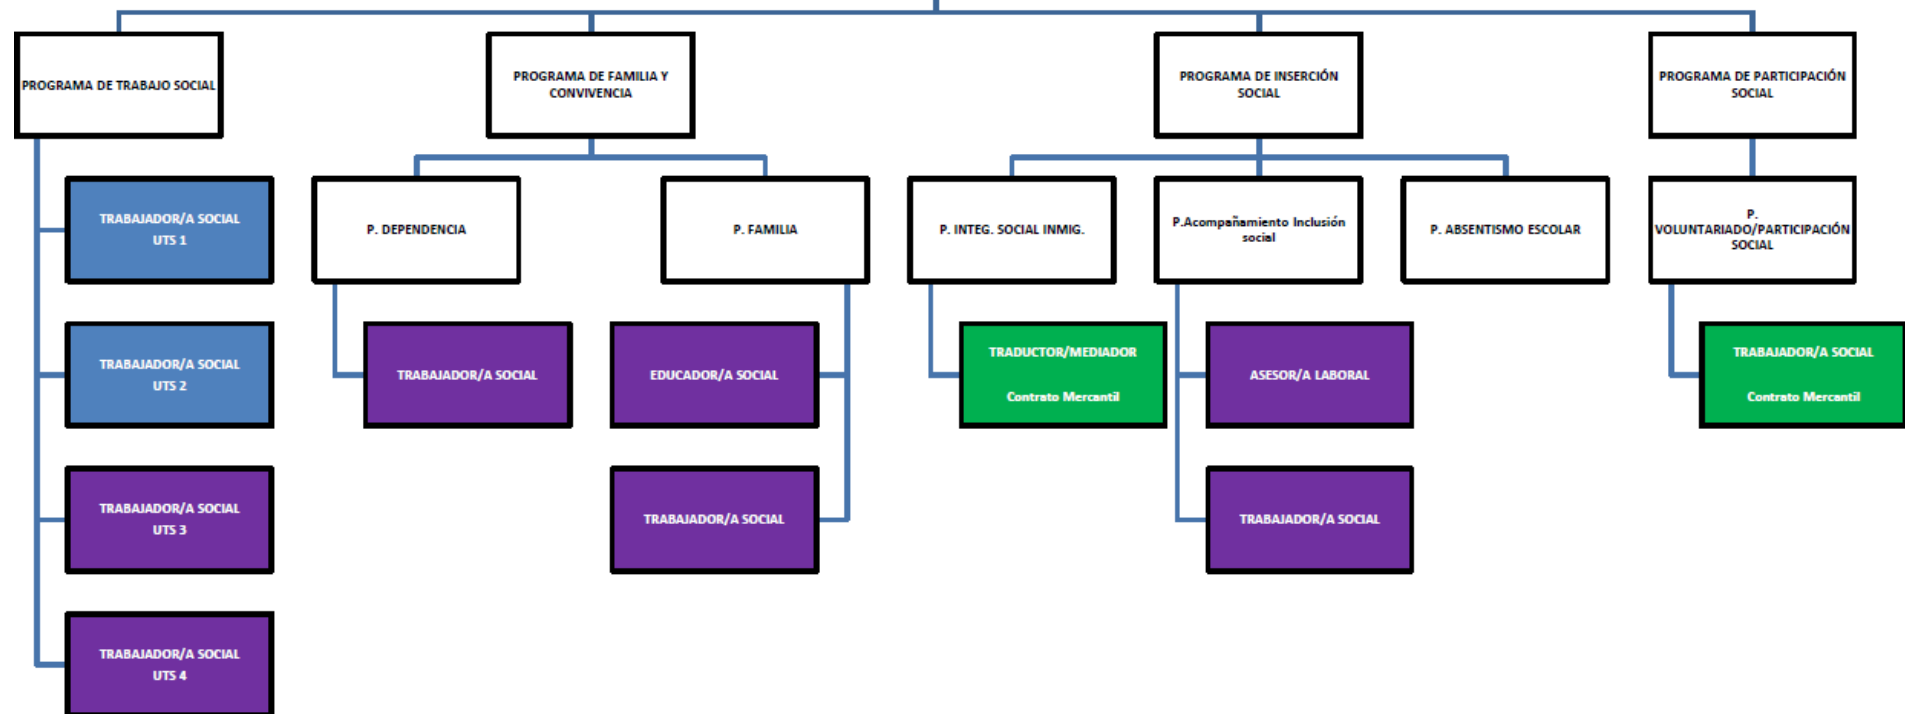 PROGRAMA DE TRABAJO SOCIAL
PROGRAMA DE FAMILIA Y
CONVIVENCIA
PROGRAMA DE INSERCIÓN
SOCIAL
PROGRAMA DE PARTICIPACIÓN
SOCIAL
TRABAJADOR/A SOCIAL
UTS 1
P. DEPENDENCIA
P. FAMILIA
P. INTEG. SOCIAL INMIG.
P.Acompañamiento Inclusión
social
P. ABSENTISMO ESCOLAR
P.
VOLUNTARIADO/PARTICIPACIÓN
SOCIAL
TRABAJADOR/A SOCIAL
UTS 2
TRABAJADOR/A SOCIAL
EDUCADOR/A SOCIAL
TRADUCTOR/MEDIADOR
Contrato Mercantil
ASESOR/A LABORAL
TRABAJADOR/A SOCIAL
Contrato Mercantil
TRABAJADOR/A SOCIAL
UTS 3
TRABAJADOR/A SOCIAL
TRABAJADOR/A SOCIAL
TRABAJADOR/A SOCIAL
UTS 4